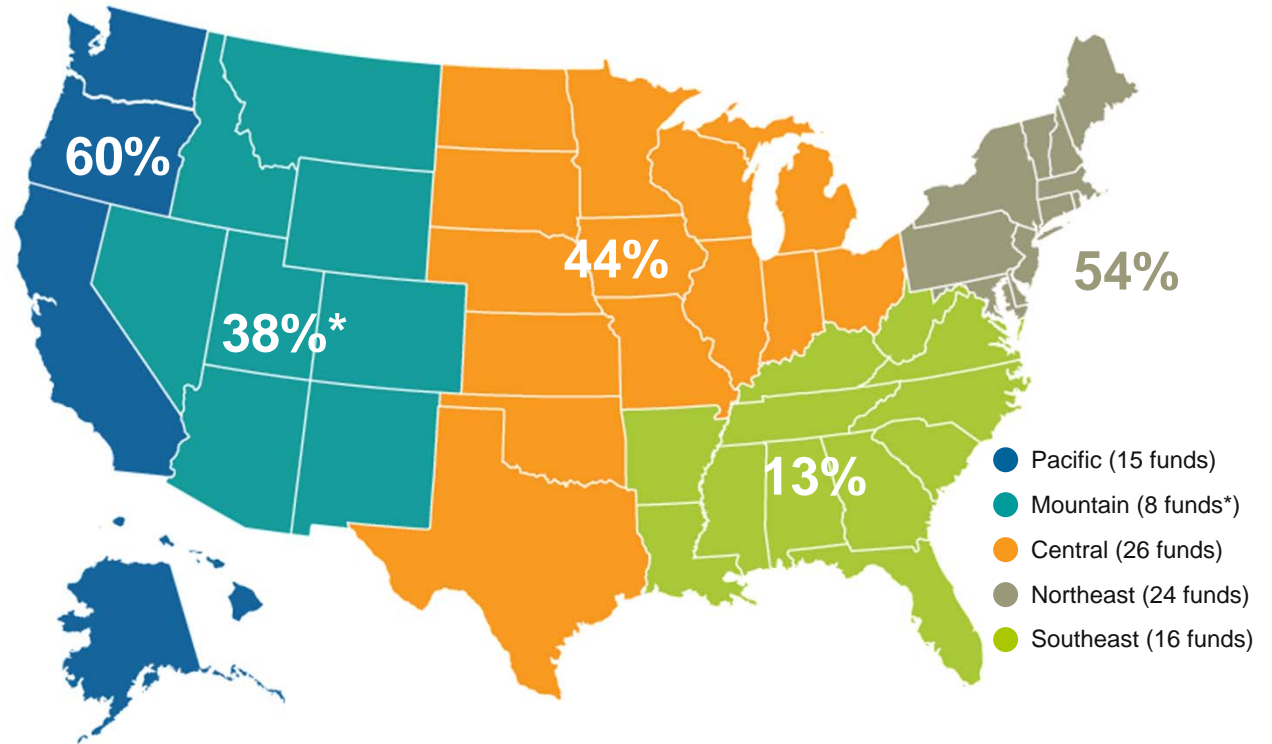 60%
44%
54%
38%*
13%
Pacific (15 funds)
Mountain (8 funds*)
Central (26 funds)
Northeast (24 funds)
Southeast (16 funds)